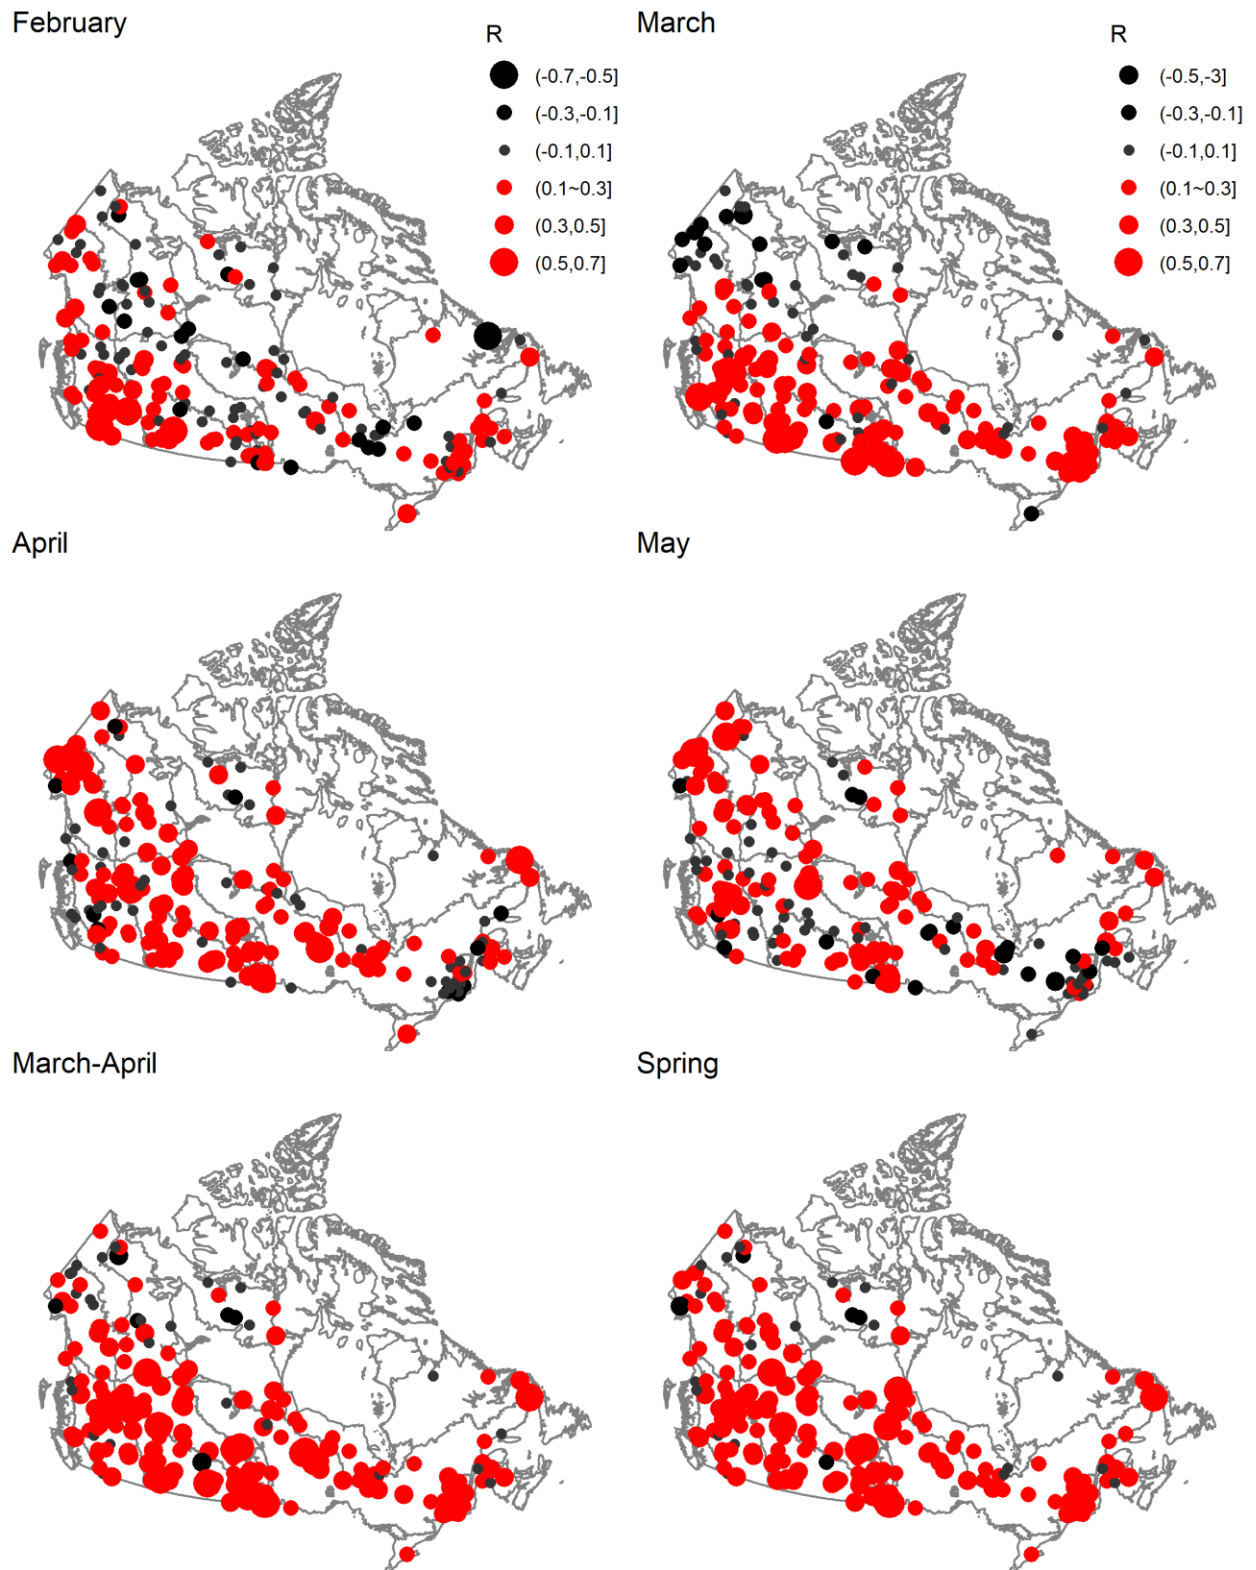 February
R
(-0.7,-0.5]
(-0.3,-0.1]
(-0.1,0.1]
(0.1~0.3]
(0.3,0.5]
(0.5,0.7]
March
R
(-0.5,-3]
(-0.3,-0.1]
(-0.1,0.1]
(0.1~0.3]
(0.3,0.5]
(0.5,0.7]
April
May
March-April
Spring